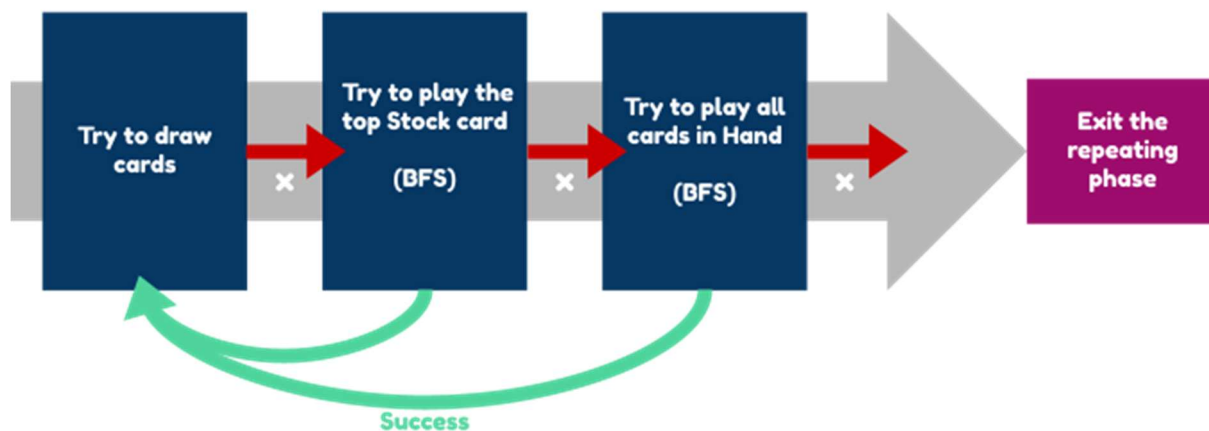 Try to draw
cards
×
Try to play the
top Stock card
(BFS)
×
Try to play all
cards in Hand
(BFS)
×
Exit the
repeating
phase
Success